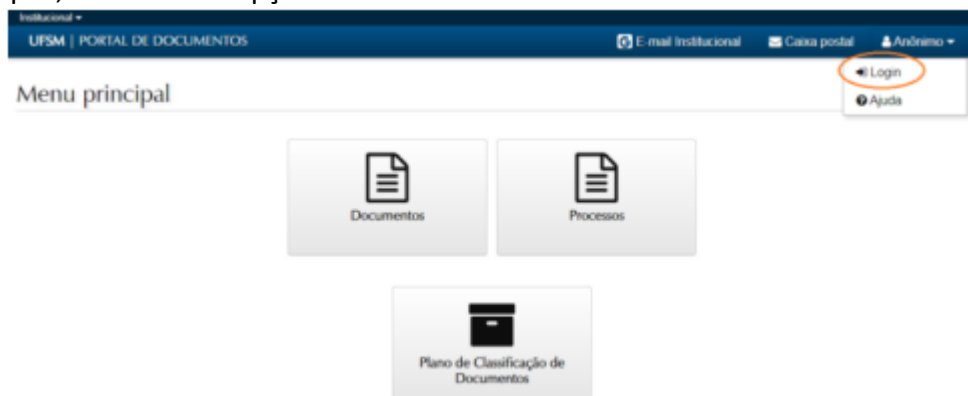 Institucional
UFSM | PORTAL DE DOCUMENTOS
E-mail Institucional
Caixa postal
Anônimo
Login
Ajuda
Menu principal
Documentos
Processos
Plano de Classificação de
Documentos